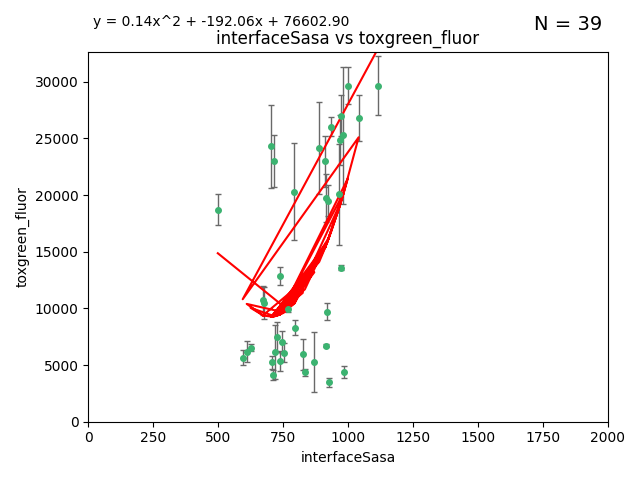 y = 0.14x^2 + -192.06x + 76602.90
N = 39
interfaceSasa vs toxgreen_fluor
30000
25000
20000
15000
10000
5000
0
toxgreen_fluor
0 250 500 750 1000 1250 1500 1750 2000
interfaceSasa